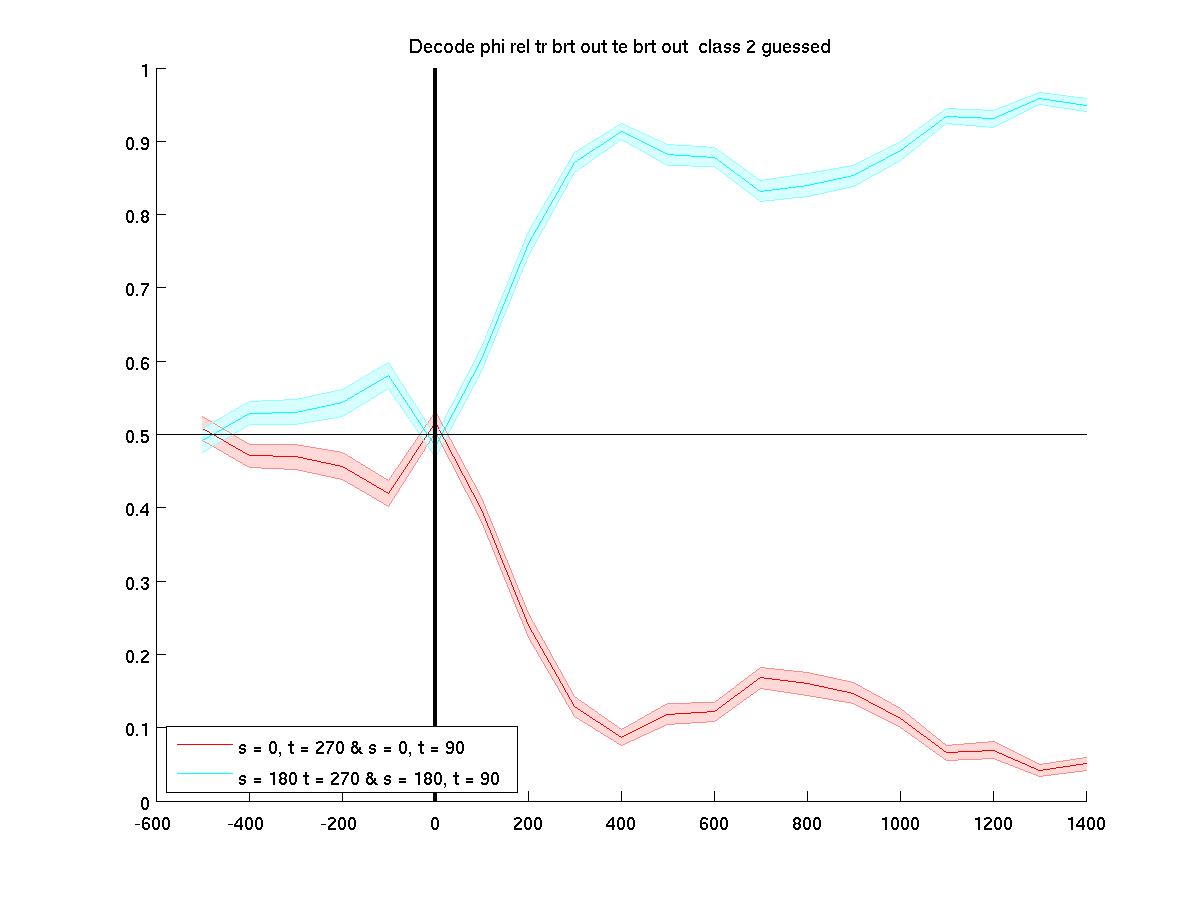 Decode phi rel tr brt out te brt out  class 2 guessed
1
0.9
0.8
0.7
0.6
0.5
0.4
0.3
0.2
0.1
0
s = 0, t = 270 & s = 0, t = 90
s = 180 t = 270 & s = 180, t = 90
-600 -400 -200 0 200 400 600 800 1000 1200 1400